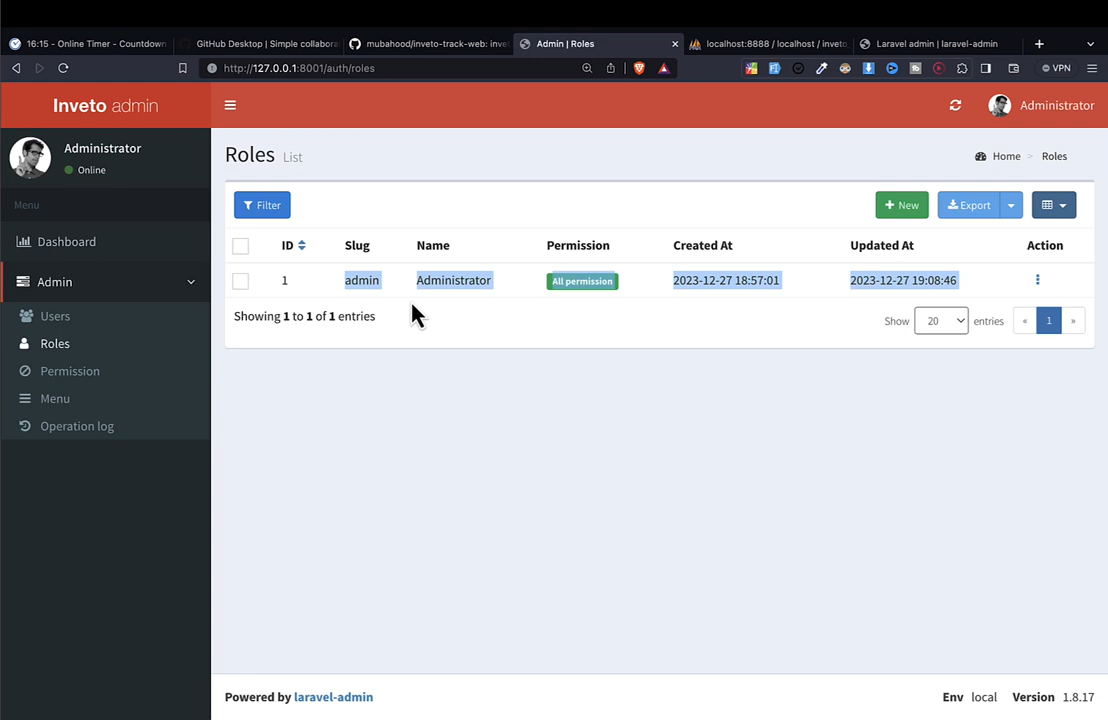 16:15 - Online Timer - Countdown
GitHub Desktop | Simple collabora
mubahood/inveto-track-web: inve
Admin | Roles
localhost:8888 / localhost / inveto
Laravel admin | laravel-admin
http://127.0.0.1:8001/auth/roles
VPN
Inveto admin
Administrator
Administrator
Online
Menu
Dashboard
Admin
Users
Roles
Permission
Menu
Operation log
Roles List
Home > Roles
Filter
New
Export
ID Slug Name Permission Created At Updated At Action
1 admin Administrator All permission 2023-12-27 18:57:01 2023-12-27 19:08:46
Showing 1 to 1 of 1 entries
Show 20 entries « 1 »
Powered by laravel-admin
Env local Version 1.8.17